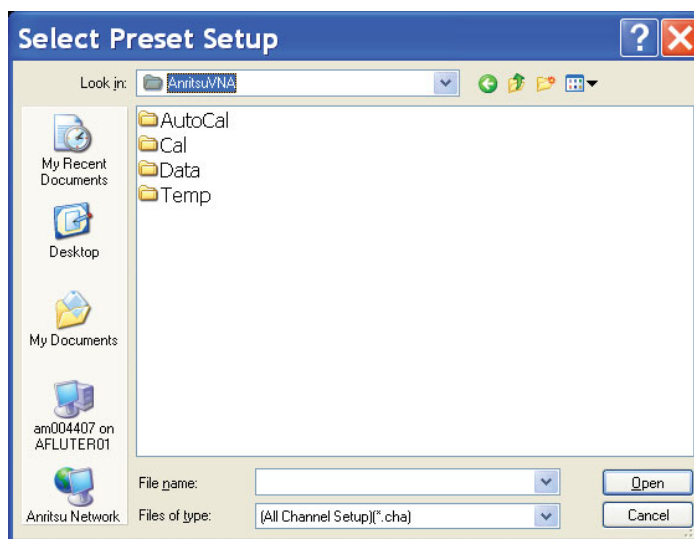 Select Preset Setup
Look in:
AnritsuVNA
AutoCal
Cal
Data
Temp
My Recent
Documents
Desktop
My Documents
am004407 on
AFLUTER01
Anritsu Network
File name:
Open
Files of type:
(All Channel Setup)(*.cha)
Cancel